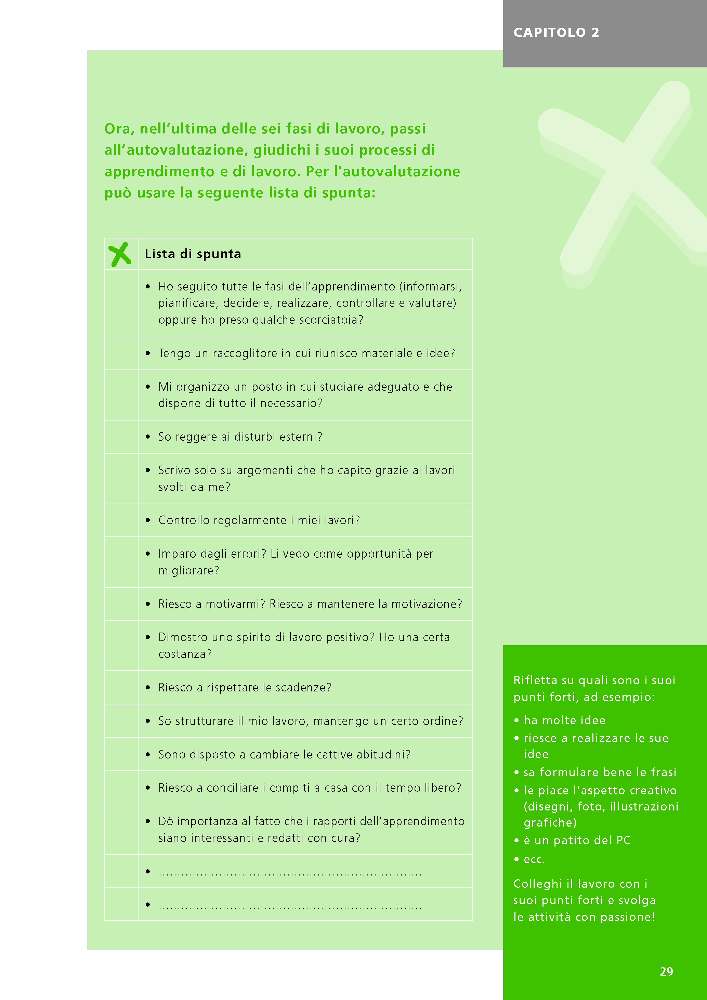 CAPITOLO 2
Ora, nell’ultima delle sei fasi di lavoro, passi
all’autovalutazione, giudichi i suoi processi di
apprendimento e di lavoro. Per l’autovalutazione
può usare la seguente lista di spunta:
Lista di spunta
• Ho seguito tutte le fasi dell’apprendimento (informarsi,
pianificare, decidere, realizzare, controllare e valutare)
oppure ho preso qualche scorciatoia?
• Tengo un raccoglitore in cui riunisco materiale e idee?
• Mi organizzo un posto in cui studiare adeguato e che
dispone di tutto il necessario?
• So reggere ai disturbi esterni?
• Scrivo solo su argomenti che ho capito grazie ai lavori
svolti da me?
• Controllo regolarmente i miei lavori?
• Imparo dagli errori? Li vedo come opportunità per
migliorare?
• Riesco a motivarmi? Riesco a mantenere la motivazione?
• Dimostro uno spirito di lavoro positivo? Ho una certa
costanza?
• Riesco a rispettare le scadenze?
• So strutturare il mio lavoro, mantengo un certo ordine?
• Sono disposto a cambiare le cattive abitudini?
• Riesco a conciliare i compiti a casa con il tempo libero?
• Dò importanza al fatto che i rapporti dell’apprendimento
siano interessanti e redatti con cura?
• ......................................................................
• ......................................................................
Rifletta su quali sono i suoi
punti forti, ad esempio:
• ha molte idee
• riesce a realizzare le sue
idee
• sa formulare bene le frasi
• le piace l’aspetto creativo
(disegni, foto, illustrazioni
grafiche)
• è un patito del PC
• ecc.
Colleghi il lavoro con i
suoi punti forti e svolga
le attività con passione!
29